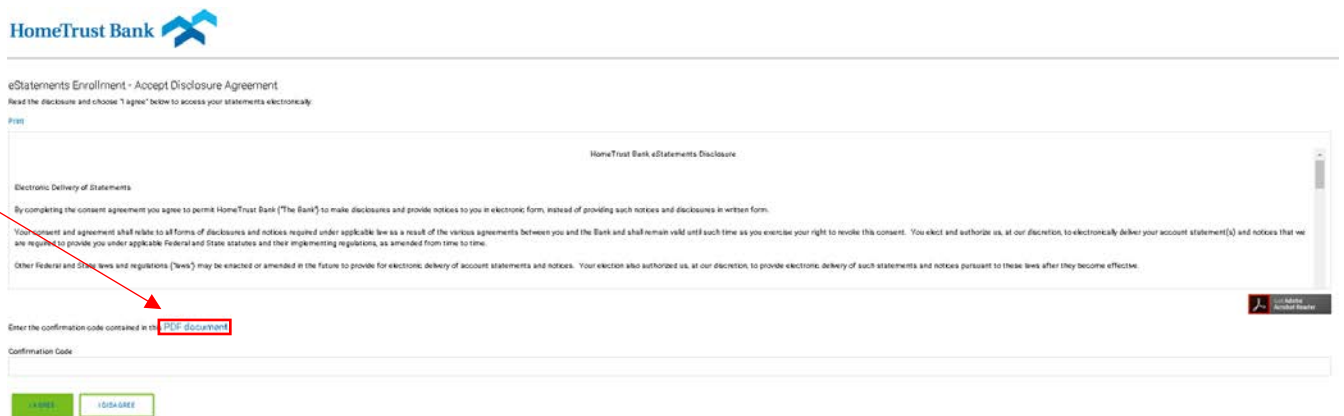 HomeTrust Bank
eStatements Enrollment - Accept Disclosure Agreement
Read the disclosure and choose "I agree" below to access your statements electronically.
Print
HomeTrust Bank eStatements Disclosure
Electronic Delivery of Statements
By completing the consent agreement you agree to permit HomeTrust Bank ("The Bank") to make disclosures and provide notices to you in electronic form, instead of providing such notices and disclosures in written form.
Your consent and agreement shall relate to all forms of disclosures and notices required under applicable law as a result of the various agreements between you and the Bank and shall remain valid until such time as you exercise your right to revoke this consent. You elect and authorize us, at our discretion, to electronically deliver your account statement(s) and notices that we
are required to provide you under applicable Federal and State statutes and their implementing regulations, as amended from time to time.
Other Federal and State laws and regulations ("laws") may be enacted or amended in the future to provide for electronic delivery of account statements and notices. Your election also authorized us, at our discretion, to provide electronic delivery of such statements and notices pursuant to these laws after they become effective.
Get Adobe
Acrobat Reader
Enter the confirmation code contained in this PDF document
Confirmation Code
I AGREE I DISAGREE